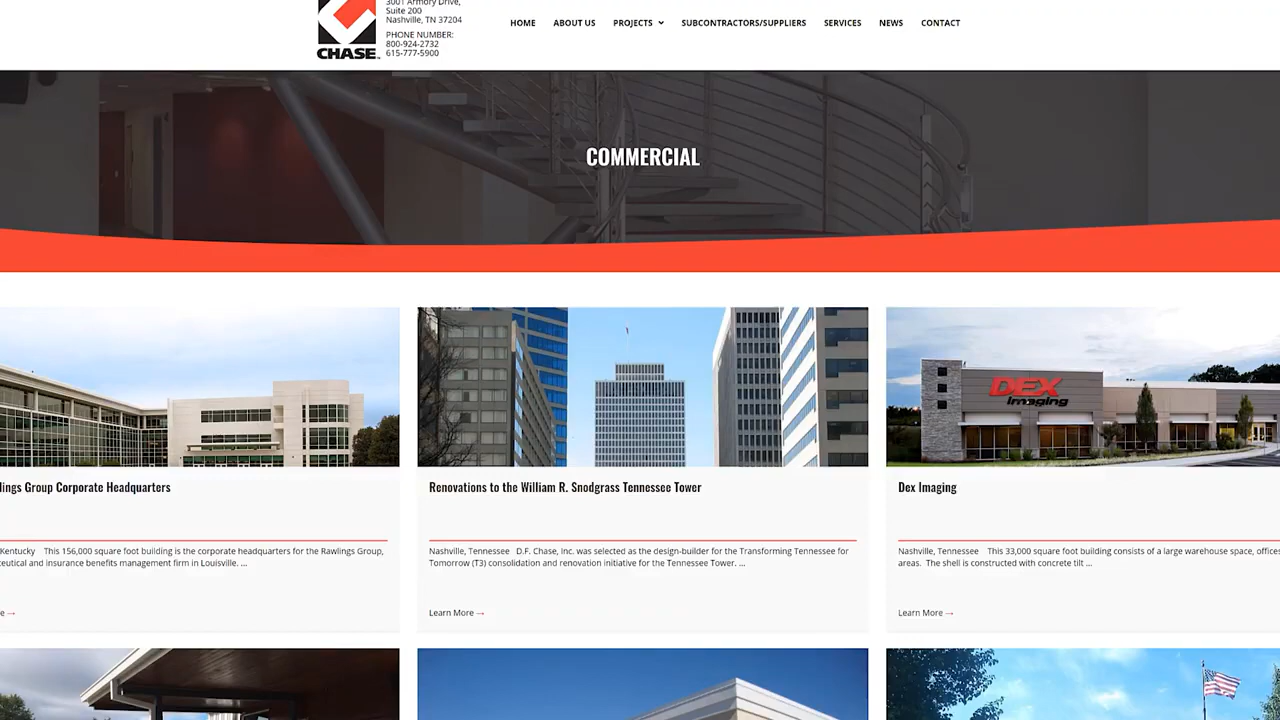 3001 Armory Drive,
Suite 200
Nashville, TN 37204
PHONE NUMBER:
800-924-2732
615-777-5900
CHASE
HOME ABOUT US PROJECTS SUBCONTRACTORS/SUPPLIERS SERVICES NEWS CONTACT
COMMERCIAL
DEX
imaging
lings Group Corporate Headquarters
Kentucky This 156,000 square foot building is the corporate headquarters for the Rawlings Group,
ceutical and insurance benefits management firm in Louisville. ...
e →
Renovations to the William R. Snodgrass Tennessee Tower
Nashville, Tennessee D.F. Chase, Inc. was selected as the design-builder for the Transforming Tennessee for
Tomorrow (T3) consolidation and renovation initiative for the Tennessee Tower. ...
Learn More →
Dex Imaging
Nashville, Tennessee This 33,000 square foot building consists of a large warehouse space, offices
areas. The shell is constructed with concrete tilt ...
Learn More →